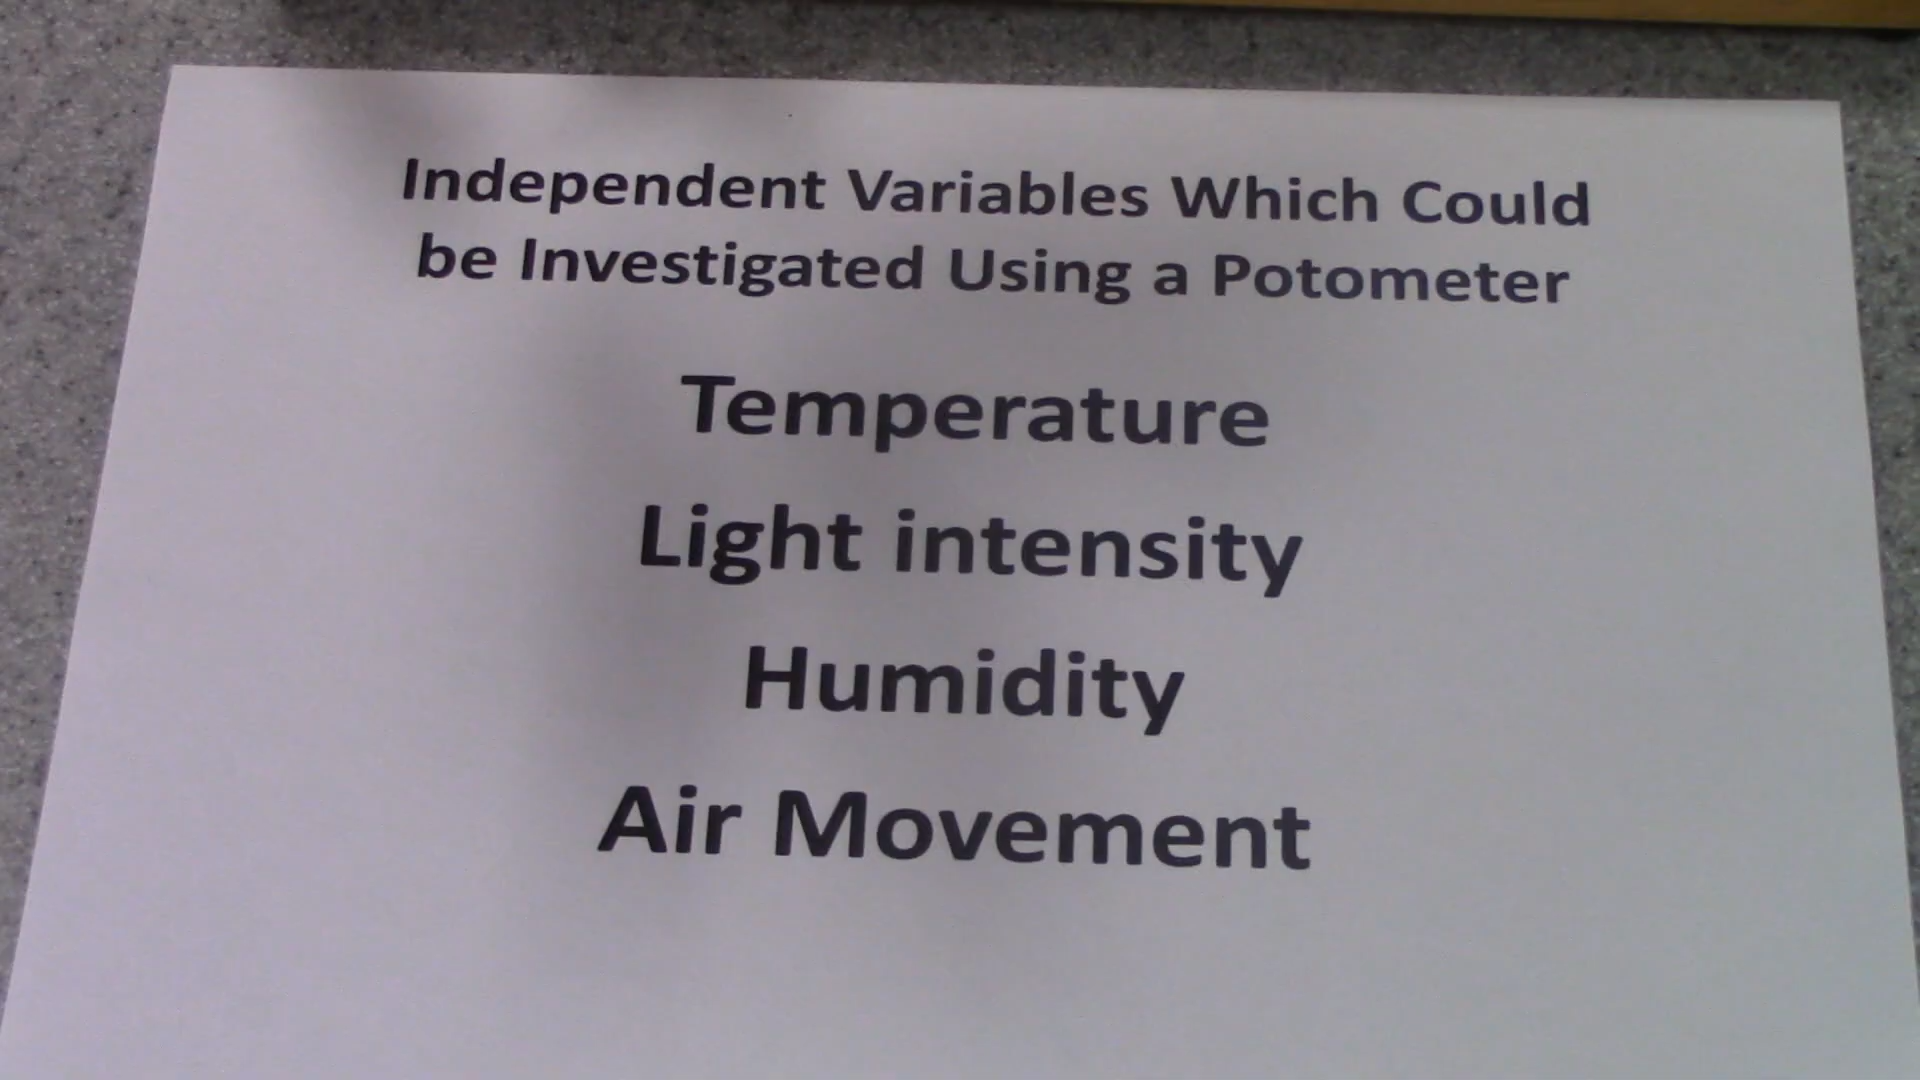 Independent Variables Which Could
be Investigated Using a Potometer
Temperature
Light intensity
Humidity
Air Movement